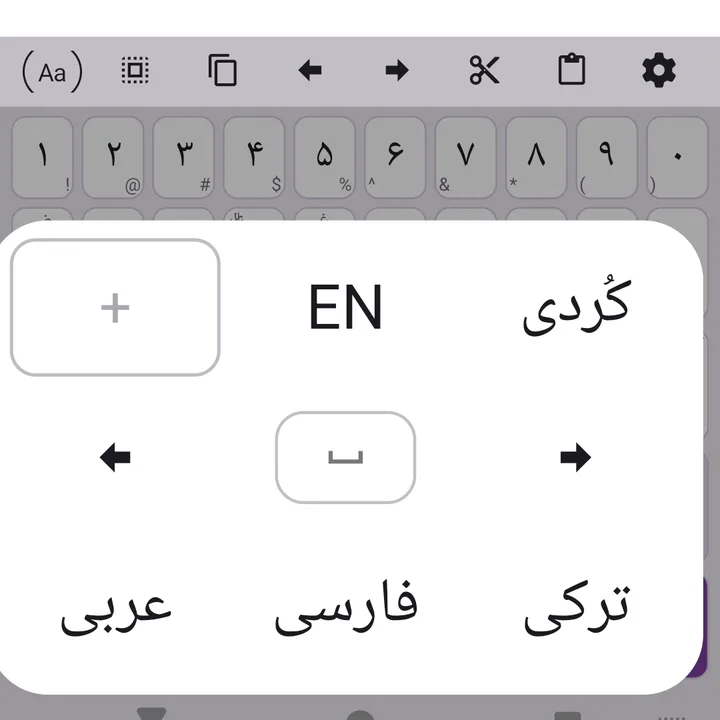 (Aa)
۱ ۲ ۳ ۴ ۵ ۶ ۷ ۸ ۹ ۰
! @ # $ % ^ & * ( )
+ EN کُردی
عربی فارسی ترکی